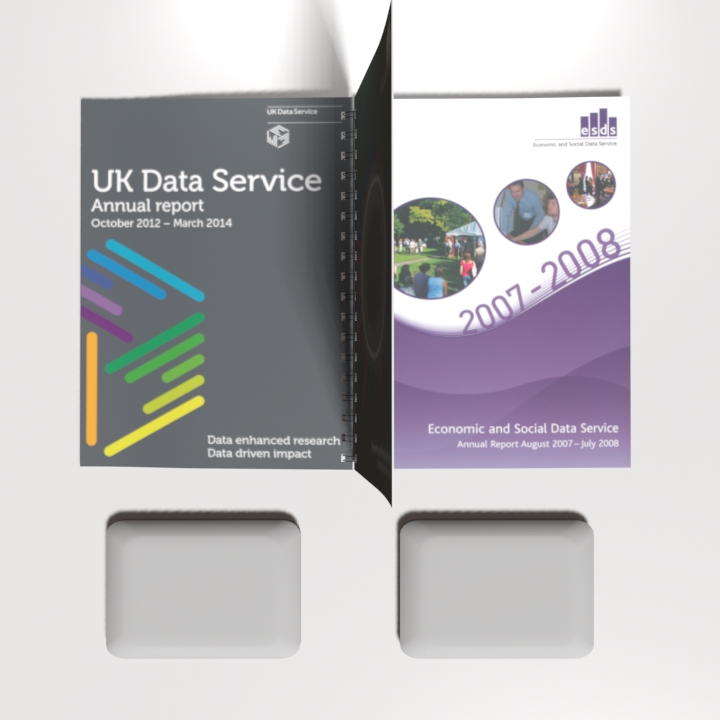 UK Data Service
UK Data Service
Annual report
October 2012 – March 2014
Data enhanced research
Data driven impact
esds
Economic and Social Data Service
2007-2008
Economic and Social Data Service
Annual Report August 2007 – July 2008